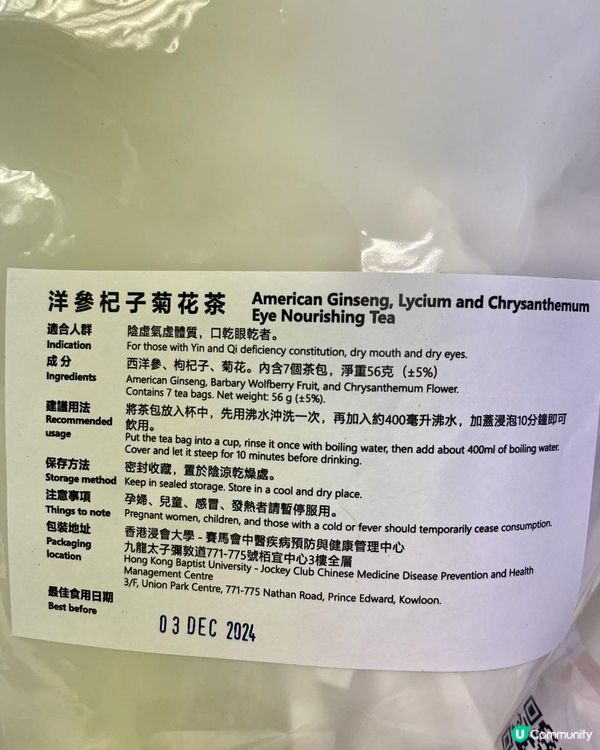 洋參杞子菊花茶 American Ginseng, Lycium and Chrysanthemum
Eye Nourishing Tea
適合人群 陰虛氣虛體質，口乾眼乾者。
Indication For those with Yin and Qi deficiency constitution, dry mouth and dry eyes.
成分 西洋參、枸杞子、菊花。內含7個茶包，淨重56克（±5%）
Ingredients American Ginseng, Barbary Wolfberry Fruit, and Chrysanthemum Flower.
Contains 7 tea bags. Net weight: 56 g (±5%).
建議用法 將茶包放入杯中，先用沸水沖洗一次，再加入約400毫升沸水，加蓋浸泡10分鐘即可
Recommended 飲用。
usage Put the tea bag into a cup, rinse it once with boiling water, then add about 400ml of boiling water.
Cover and let it steep for 10 minutes before drinking.
保存方法 密封收藏，置於陰涼乾燥處。
Storage method Keep in sealed storage. Store in a cool and dry place.
注意事項 孕婦、兒童、感冒、發熱者請暫停服用。
Things to note Pregnant women, children, and those with a cold or fever should temporarily cease consumption.
包裝地址 香港浸會大學 - 賽馬會中醫疾病預防與健康管理中心
Packaging 九龍太子彌敦道771-775號栢宜中心3樓全層
location Hong Kong Baptist University - Jockey Club Chinese Medicine Disease Prevention and Health
Management Centre
3/F, Union Park Centre, 771-775 Nathan Road, Prince Edward, Kowloon.
最佳食用日期
Best before
03 DEC 2024
U Community